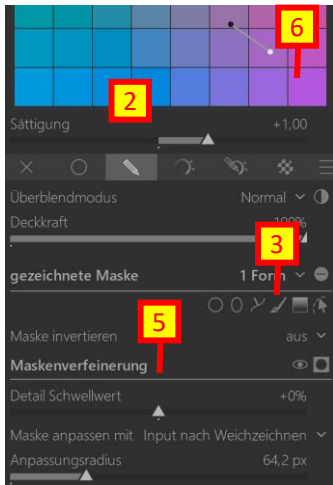 6
2
Sättigung +1,00
Überblendmodus Normal
Deckkraft 100%
3
gezeichnete Maske 1 Form
5
Maske invertieren aus
Maskenverfeinerung
Detail Schwellwert +0%
Maske anpassen mit Input nach Weichzeichnen
Anpassungsradius 64,2 px